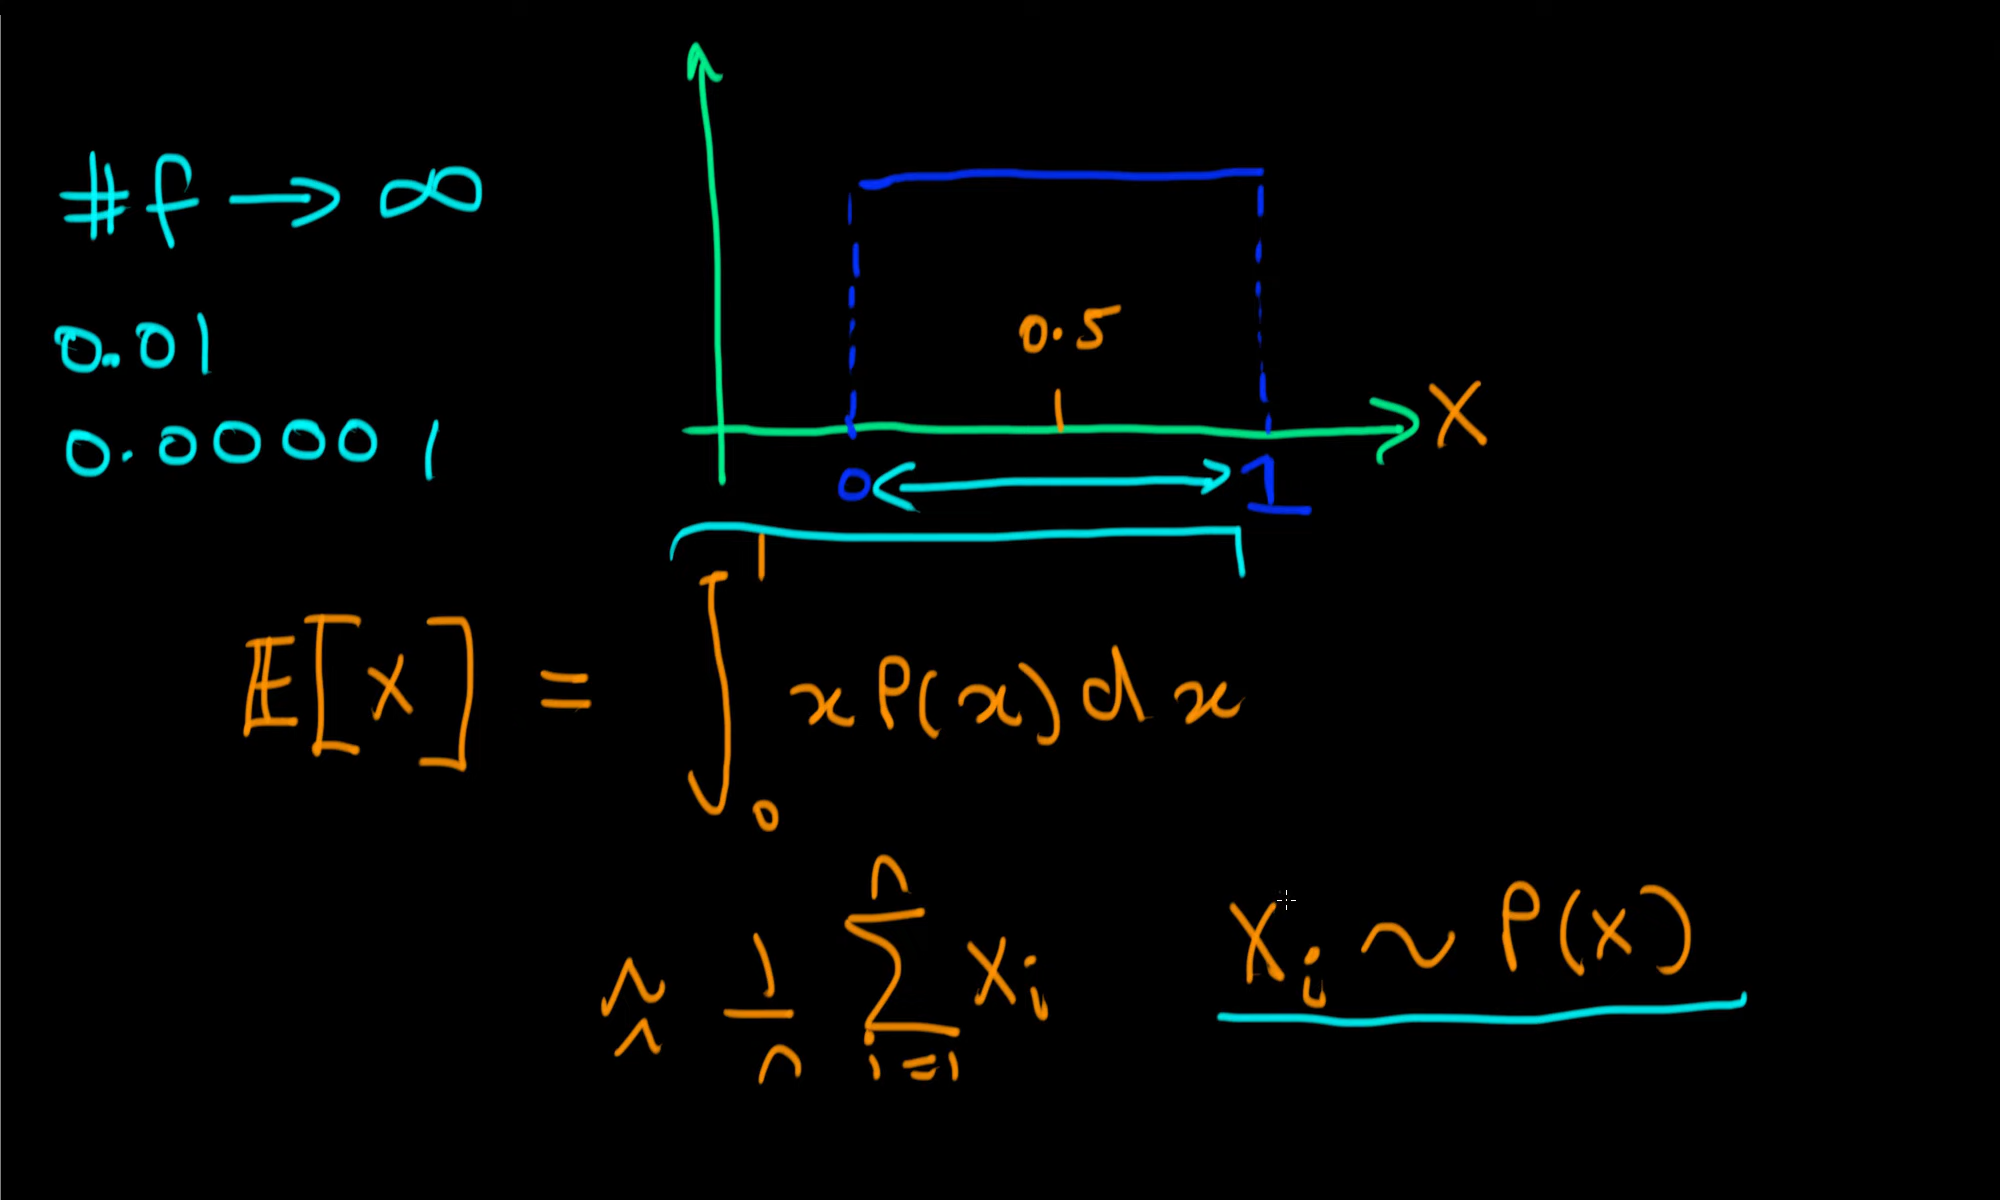 #f → ∞
0.01
0.00001
0.5
X
0 1
E[X] = ∫₀¹ x P(x) dx
≈ 1/n ∑ᵢ₌₁ⁿ Xᵢ
Xᵢ ~ P(X)